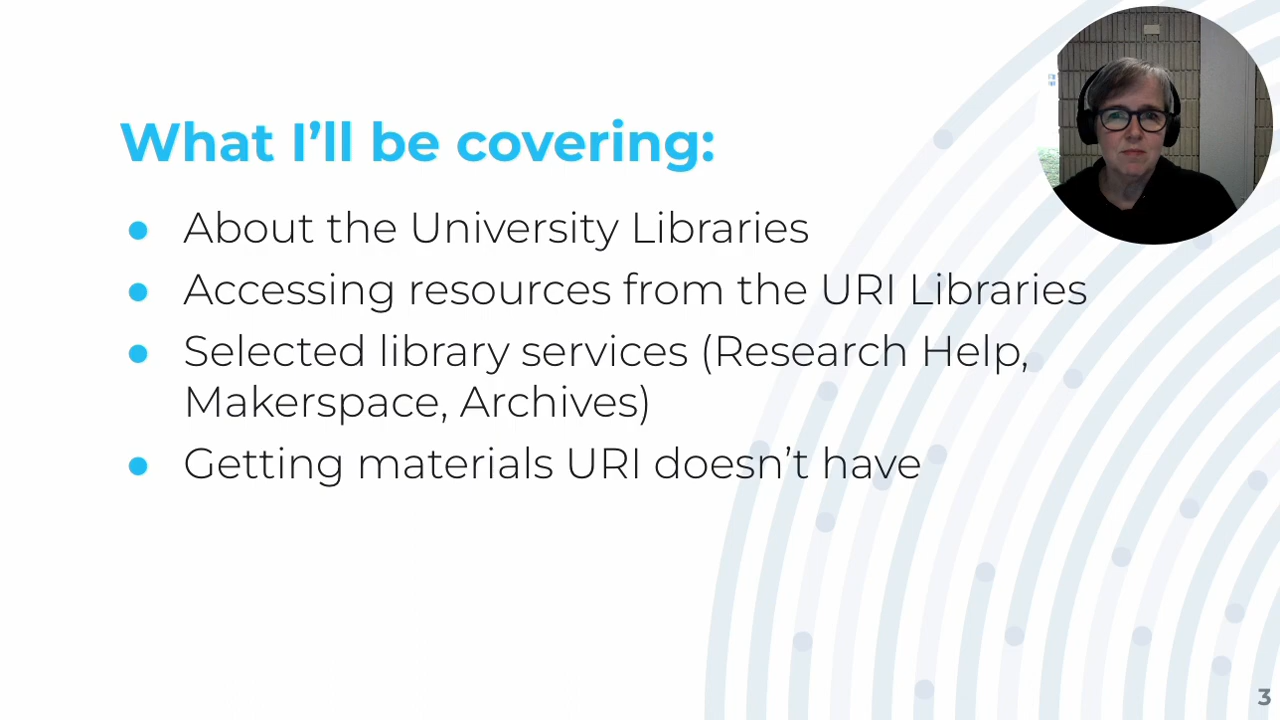 What I’ll be covering:
● About the University Libraries
● Accessing resources from the URI Libraries
● Selected library services (Research Help,
Makerspace, Archives)
● Getting materials URI doesn’t have
3